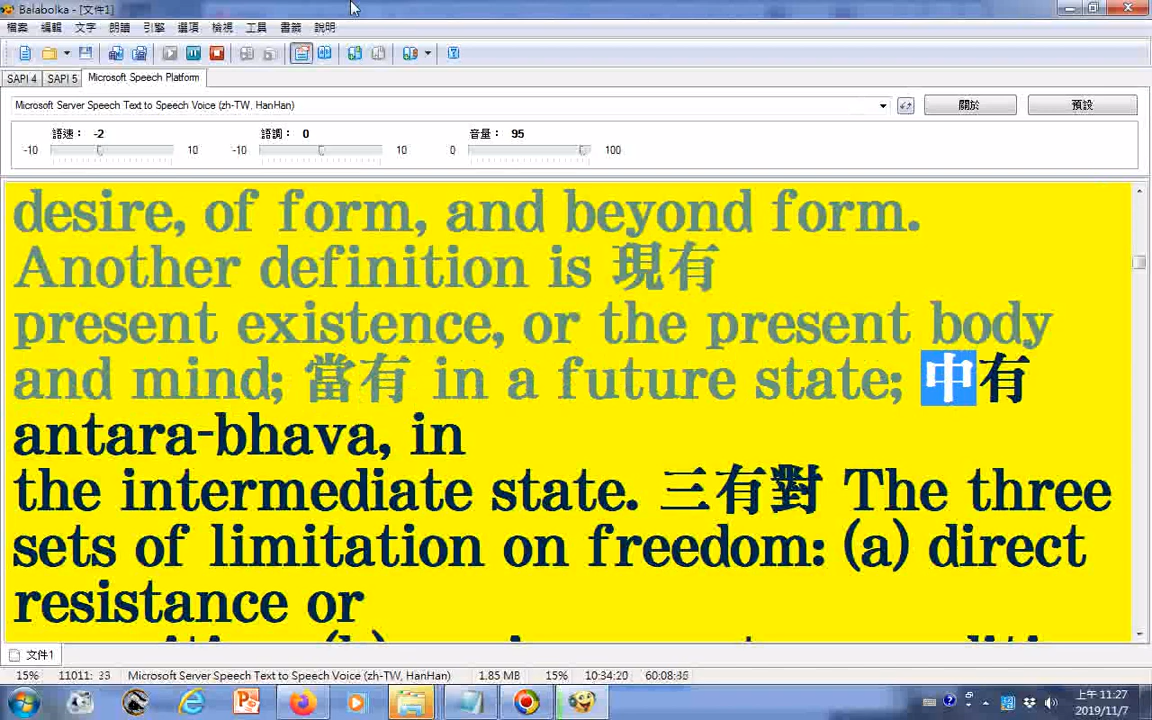 Balabolka - [文件1]
檔案 編輯 文字 朗讀 引擎 選項 檢視 工具 書籤 說明
SAPI 4 SAPI 5 Microsoft Speech Platform
Microsoft Server Speech Text to Speech Voice (zh-TW, HanHan) 關於 預設
語速： -2 語調： 0 音量： 95
-10 10 -10 10 0 100
desire, of form, and beyond form.
Another definition is 現有
present existence, or the present body
and mind; 當有 in a future state; 中有
antara-bhava, in
the intermediate state. 三有對 The three
sets of limitation on freedom: (a) direct
resistance or
文件1
15% 11011: 33 Microsoft Server Speech Text to Speech Voice (zh-TW, HanHan) 1.85 MB 15% 10:34:20 60:08:36
上午 11:27
2019/11/7